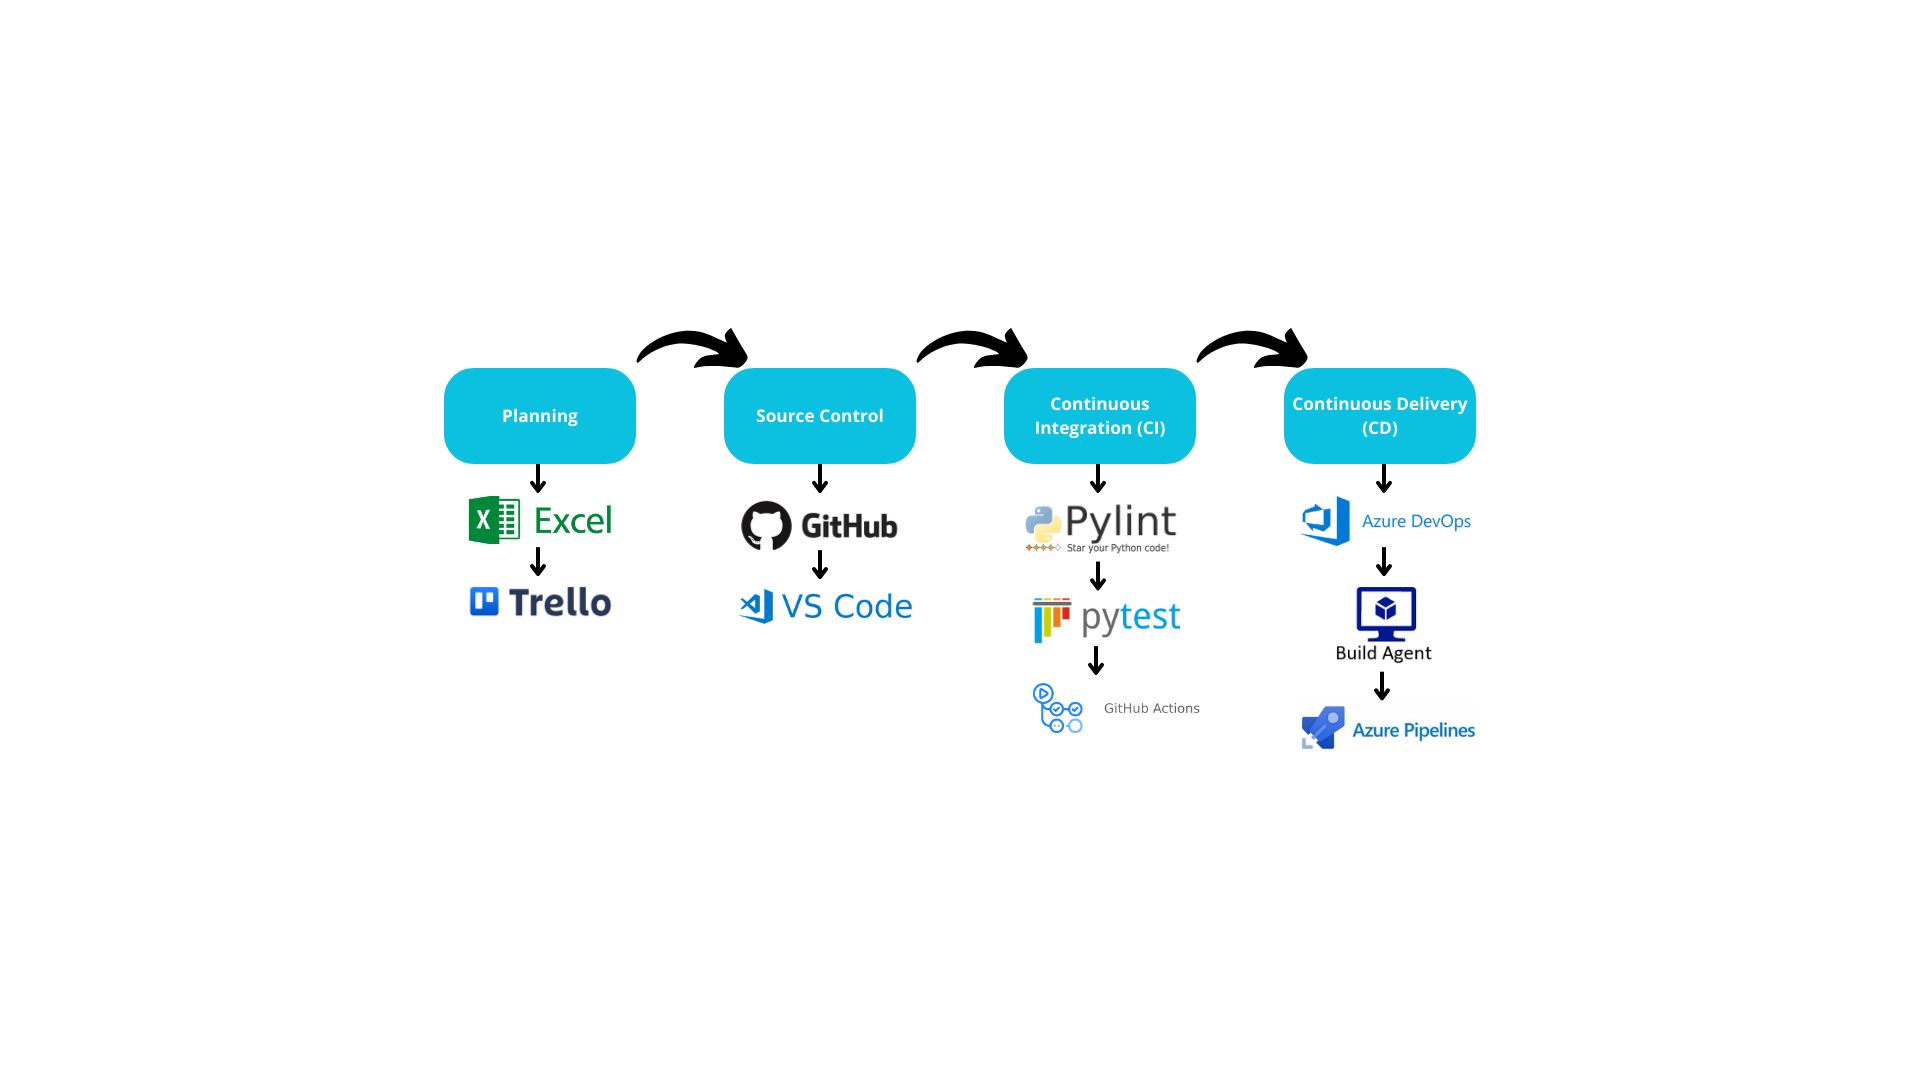 Planning
Source Control
Continuous
Integration (CI)
Continuous Delivery
(CD)
X Excel
Trello
GitHub
VS Code
Pylint
Star your Python code!
pytest
GitHub Actions
Azure DevOps
Build Agent
Azure Pipelines